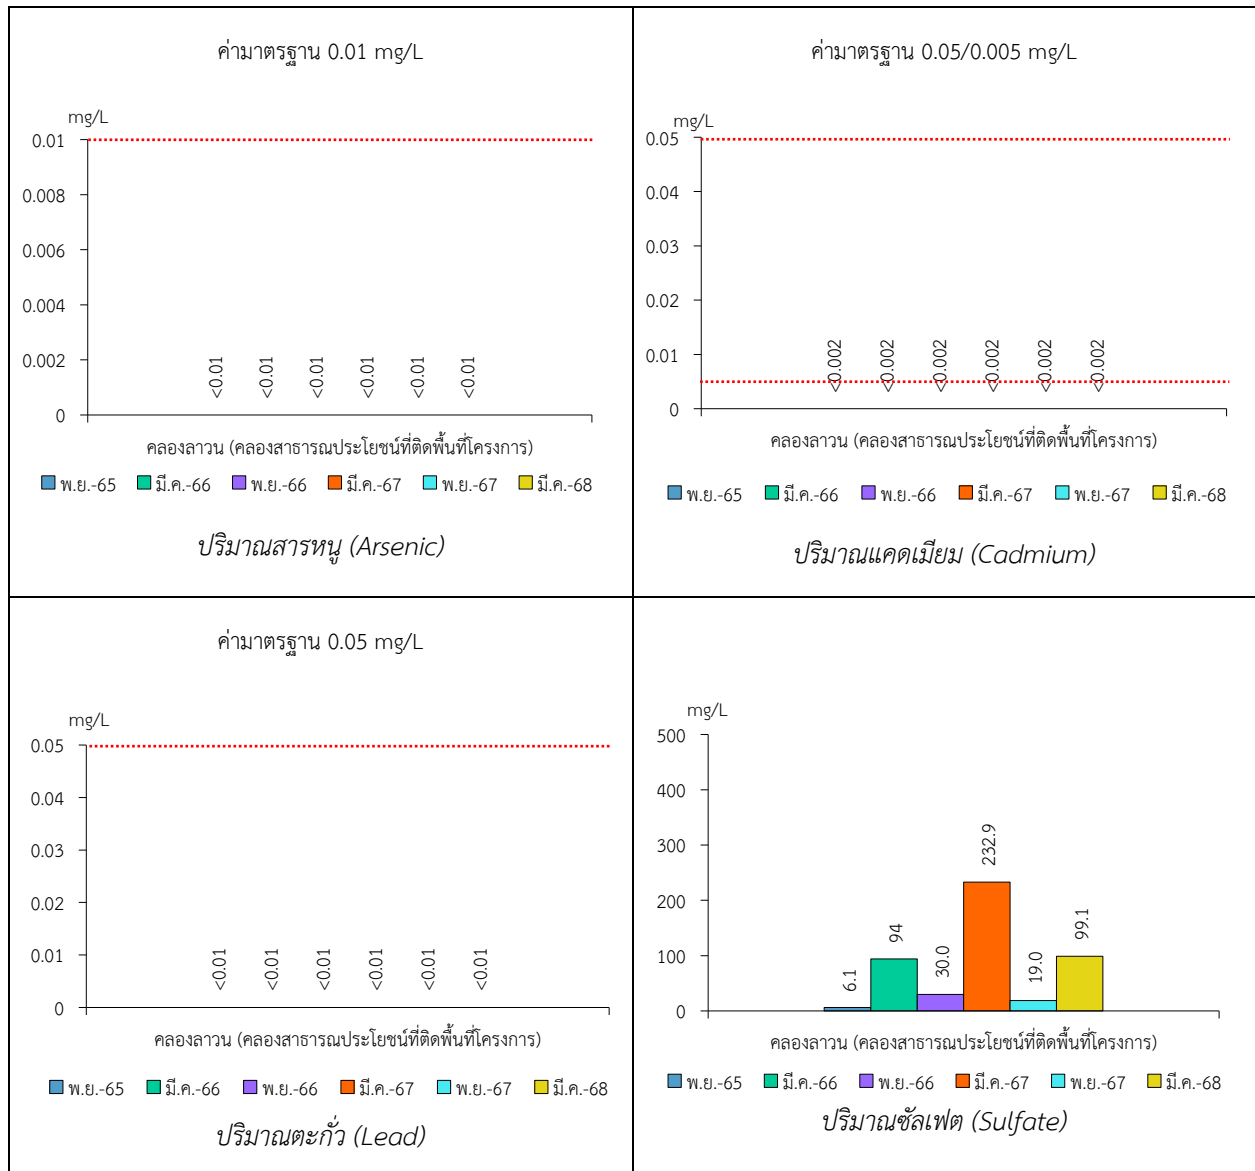 ค่ามาตรฐาน 0.01 mg/L
mg/L
0.01
0.008
0.006
0.004
0.002
0
<0.01 <0.01 <0.01 <0.01 <0.01 <0.01
คลองลาวน (คลองสาธารณประโยชน์ที่ติดพื้นที่โครงการ)
พ.ย.-65 มี.ค.-66 พ.ย.-66 มี.ค.-67 พ.ย.-67 มี.ค.-68
ปริมาณสารหนู (Arsenic)
ค่ามาตรฐาน 0.05/0.005 mg/L
mg/L
0.05
0.04
0.03
0.02
0.01
0
<0.002 <0.002 <0.002 <0.002 <0.002 <0.002
คลองลาวน (คลองสาธารณประโยชน์ที่ติดพื้นที่โครงการ)
พ.ย.-65 มี.ค.-66 พ.ย.-66 มี.ค.-67 พ.ย.-67 มี.ค.-68
ปริมาณแคดเมียม (Cadmium)
ค่ามาตรฐาน 0.05 mg/L
mg/L
0.05
0.04
0.03
0.02
0.01
0
<0.01 <0.01 <0.01 <0.01 <0.01 <0.01
คลองลาวน (คลองสาธารณประโยชน์ที่ติดพื้นที่โครงการ)
พ.ย.-65 มี.ค.-66 พ.ย.-66 มี.ค.-67 พ.ย.-67 มี.ค.-68
ปริมาณตะกั่ว (Lead)
mg/L
500
400
300
200
100
0
6.1 94 30.0 232.9 19.0 99.1
คลองลาวน (คลองสาธารณประโยชน์ที่ติดพื้นที่โครงการ)
พ.ย.-65 มี.ค.-66 พ.ย.-66 มี.ค.-67 พ.ย.-67 มี.ค.-68
ปริมาณซัลเฟต (Sulfate)